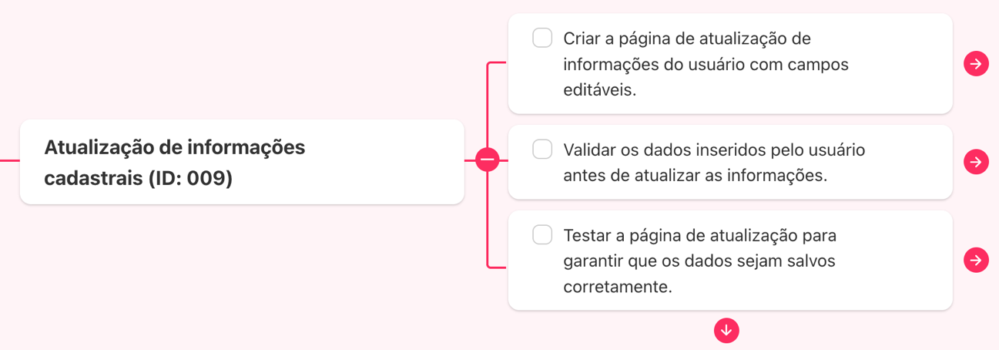 Atualização de informações
cadastrais (ID: 009)
Criar a página de atualização de
informações do usuário com campos
editáveis.
Validar os dados inseridos pelo usuário
antes de atualizar as informações.
Testar a página de atualização para
garantir que os dados sejam salvos
corretamente.